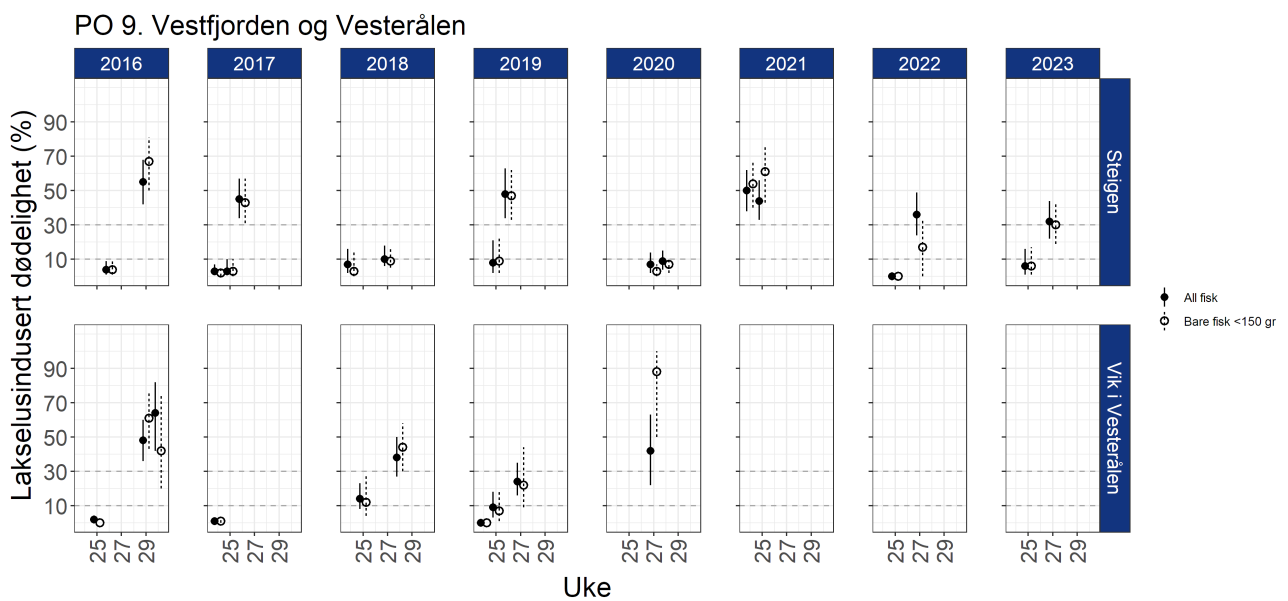 PO 9. Vestfjorden og Vesterålen
2016 2017 2018 2019 2020 2021 2022 2023
Lakselusindusert dødelighet (%)
90
70
50
30
10
Steigen
All fisk
Bare fisk <150 gr
90
70
50
30
10
Vik i Vesterålen
25 27 29 25 27 29 25 27 29 25 27 29 25 27 29 25 27 29 25 27 29 25 27 29
Uke